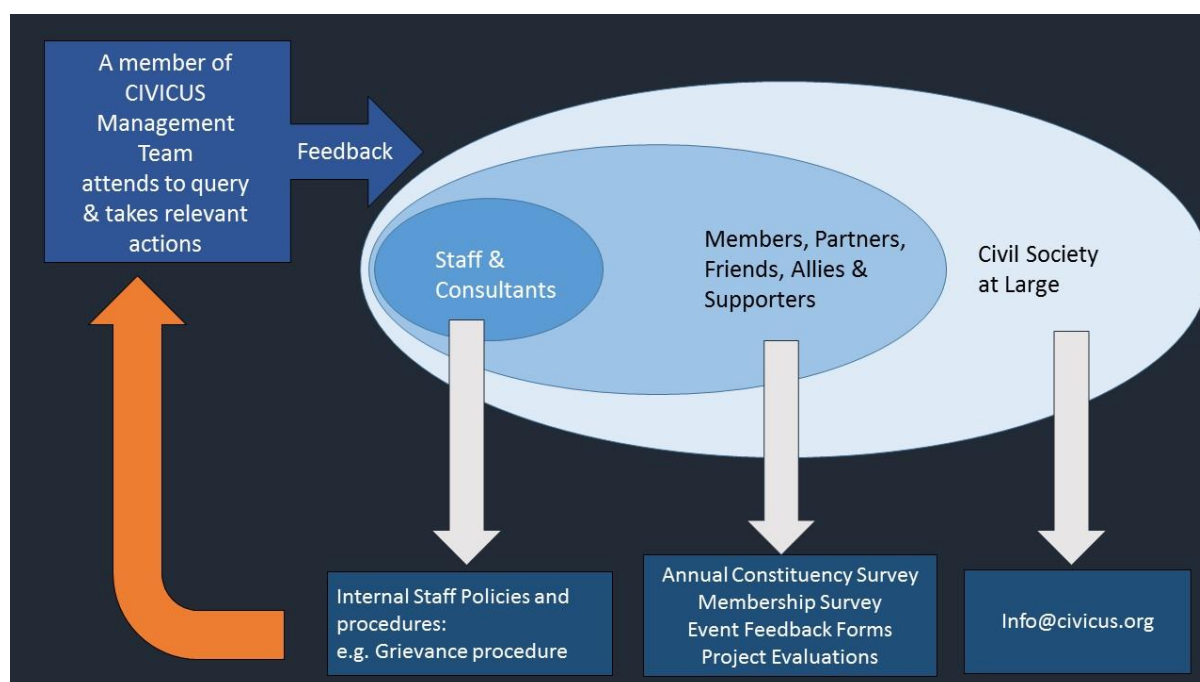 A member of
CIVICUS
Management
Team
attends to query
& takes relevant
actions
Feedback
Staff &
Consultants
Members, Partners,
Friends, Allies &
Supporters
Civil Society
at Large
Internal Staff Policies and
procedures:
e.g. Grievance procedure
Annual Constituency Survey
Membership Survey
Event Feedback Forms
Project Evaluations
Info@civicus.org